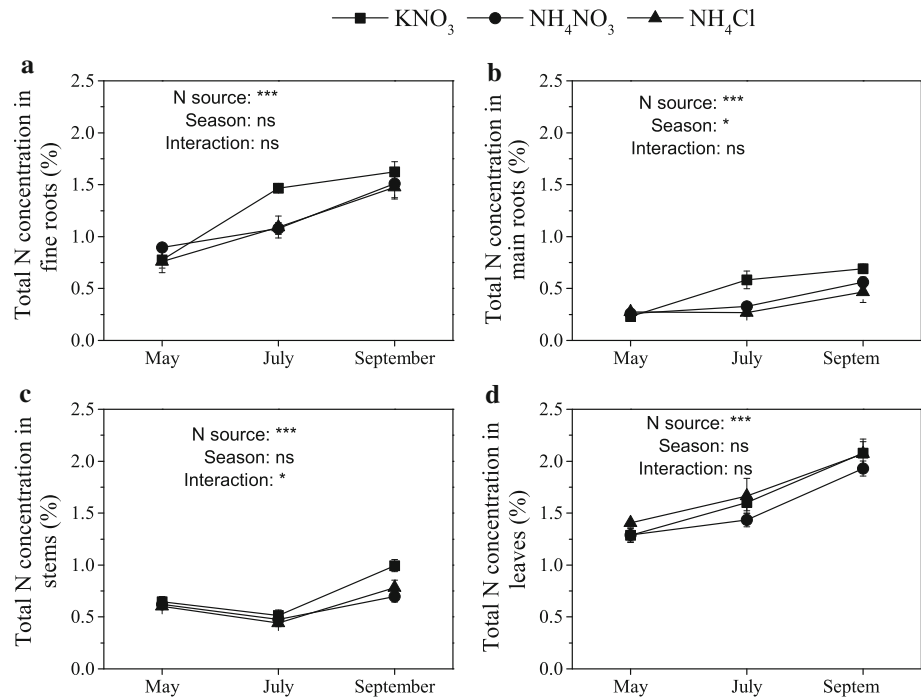 KNO3 NH4NO3 NH4Cl
a
Total N concentration in
fine roots (%)
2.5
2.0
1.5
1.0
0.5
0.0
N source: ***
Season: ns
Interaction: ns
May July September
b
Total N concentration in
main roots (%)
2.5
2.0
1.5
1.0
0.5
0.0
N source: ***
Season: *
Interaction: ns
May July Septem
c
Total N concentration in
stems (%)
2.5
2.0
1.5
1.0
0.5
0.0
N source: ***
Season: ns
Interaction: *
May July September
d
Total N concentration in
leaves (%)
2.5
2.0
1.5
1.0
0.5
0.0
N source: ***
Season: ns
Interaction: ns
May July Septem